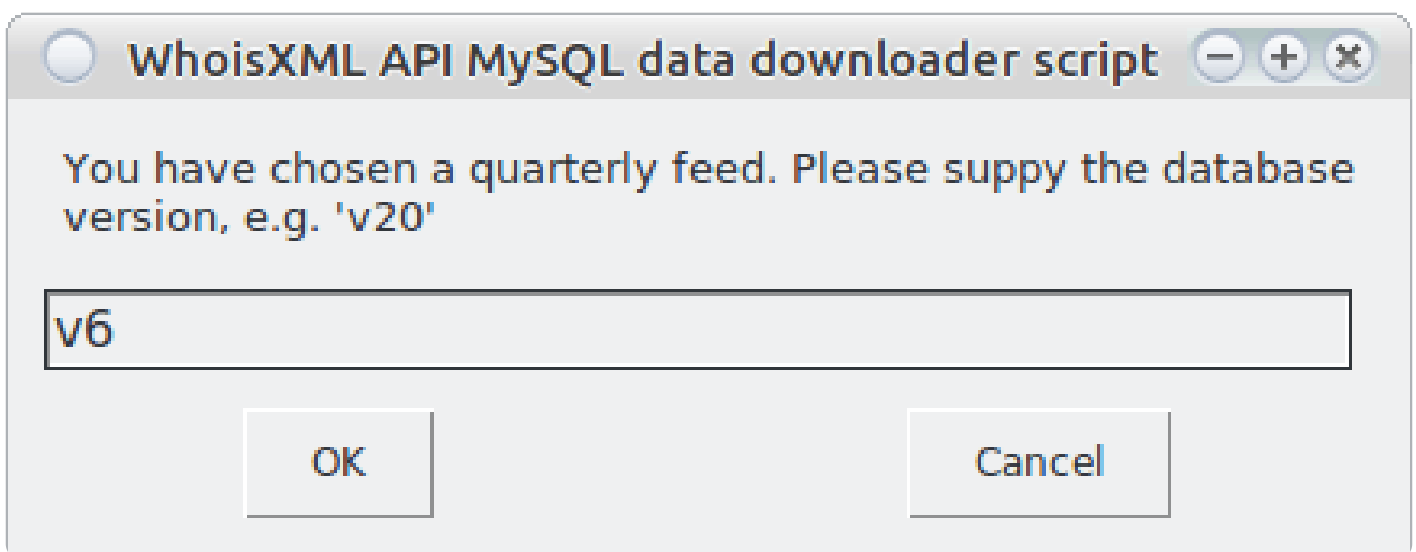 WhoisXML API MySQL data downloader script
You have chosen a quarterly feed. Please suppy the database
version, e.g. 'v20'
v6
OK Cancel